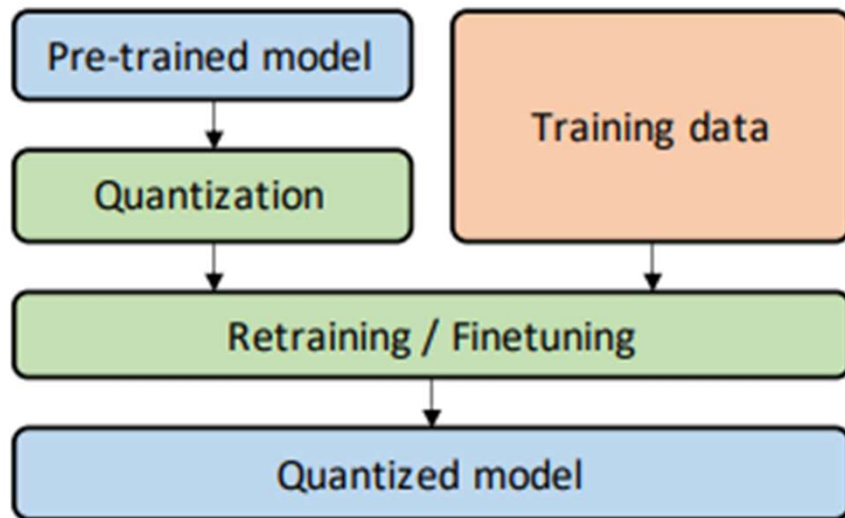 Pre-trained model
Training data
Quantization
Retraining / Finetuning
Quantized model